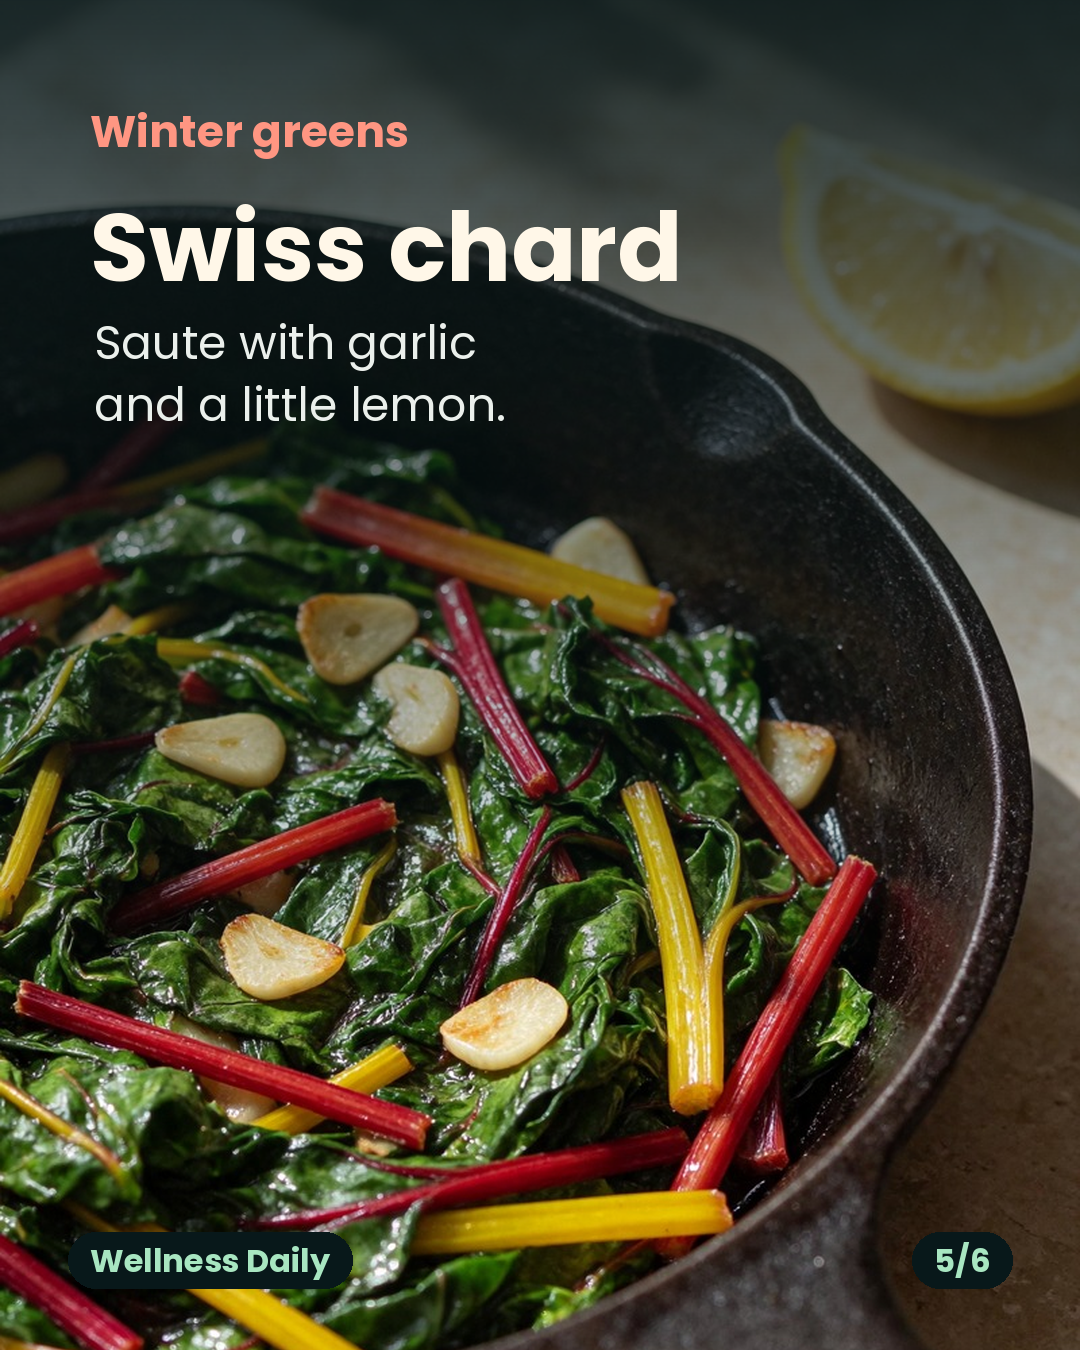 Winter greens
Swiss chard
Saute with garlic
and a little lemon.
Wellness Daily
5/6